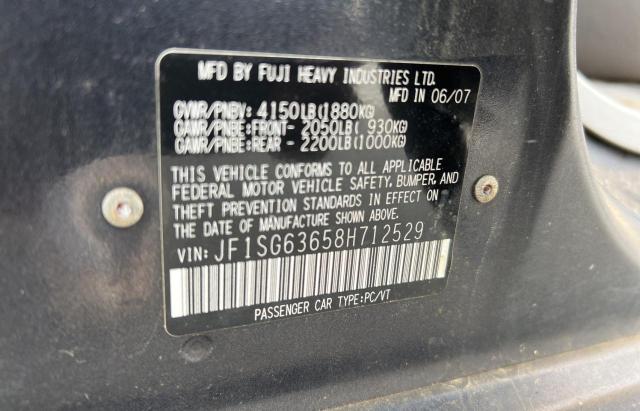 MFD BY FUJI HEAVY INDUSTRIES LTD.
MFD IN 06/07
GVWR/PNBV: 4150LB(1880KG)
GAWR/PNBE:FRONT- 2050LB( 930KG)
GAWR/PNBE:REAR - 2200LB(1000KG)
THIS VEHICLE CONFORMS TO ALL APPLICABLE
FEDERAL MOTOR VEHICLE SAFETY, BUMPER, AND
THEFT PREVENTION STANDARDS IN EFFECT ON
THE DATE OF MANUFACTURE SHOWN ABOVE.
VIN: JF1SG63658H712529
PASSENGER CAR TYPE:PC/VT